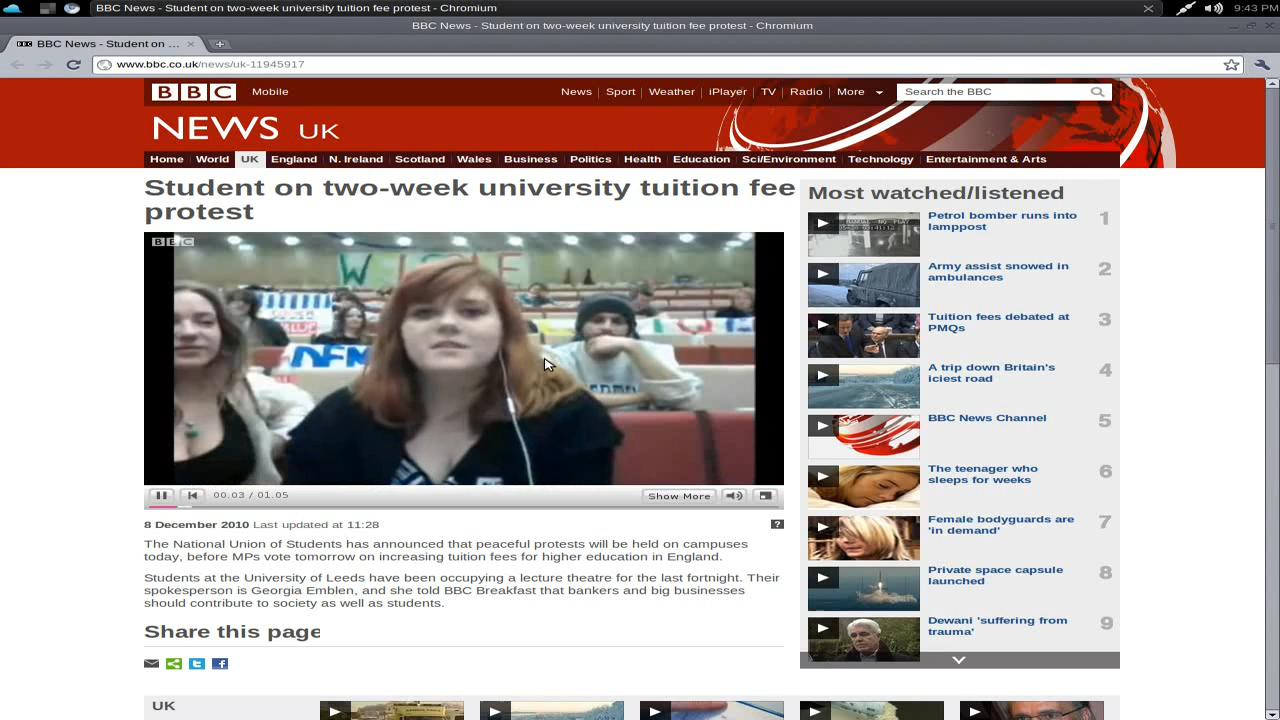 BBC News - Student on two-week university tuition fee protest - Chromium
9:43 PM
BBC News - Student on two-week university tuition fee protest - Chromium
BBC News - Student on ...
www.bbc.co.uk/news/uk-11945917
BBC
Mobile
News
Sport
Weather
iPlayer
TV
Radio
More
Search the BBC
NEWS UK
Home
World
UK
England
N. Ireland
Scotland
Wales
Business
Politics
Health
Education
Sci/Environment
Technology
Entertainment & Arts
Student on two-week university tuition fee
protest
BBC
00.03 / 01.05
Show More
8 December 2010 Last updated at 11:28
?
The National Union of Students has announced that peaceful protests will be held on campuses
today, before MPs vote tomorrow on increasing tuition fees for higher education in England.
Students at the University of Leeds have been occupying a lecture theatre for the last fortnight. Their
spokesperson is Georgia Emblen, and she told BBC Breakfast that bankers and big businesses
should contribute to society as well as students.
Share this page
Most watched/listened
Petrol bomber runs into
lamppost
1
Army assist snowed in
ambulances
2
Tuition fees debated at
PMQs
3
A trip down Britain's
iciest road
4
BBC News Channel
5
The teenager who
sleeps for weeks
6
Female bodyguards are
'in demand'
7
Private space capsule
launched
8
Dewani 'suffering from
trauma'
9
UK